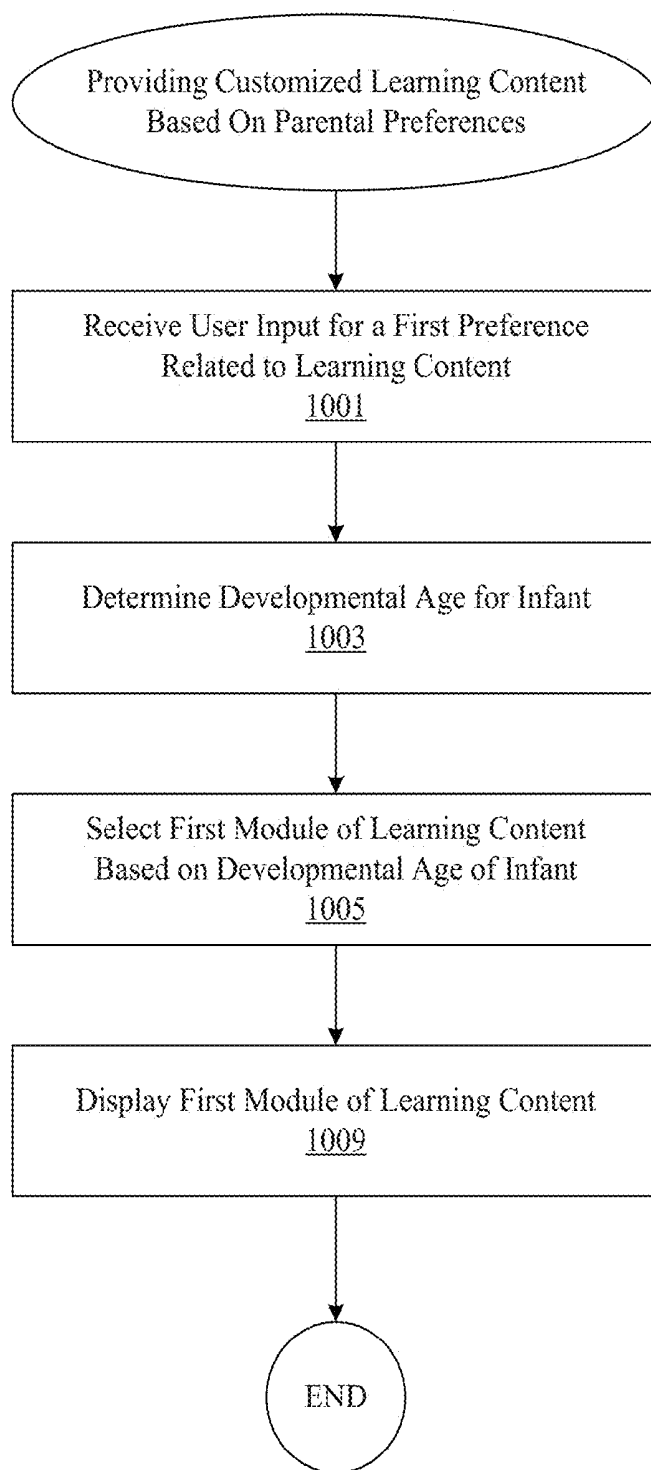 Providing Customized Learning Content
Based On Parental Preferences
Receive User Input for a First Preference
Related to Learning Content
1001
Determine Developmental Age for Infant
1003
Select First Module of Learning Content
Based on Developmental Age of Infant
1005
Display First Module of Learning Content
1009
END